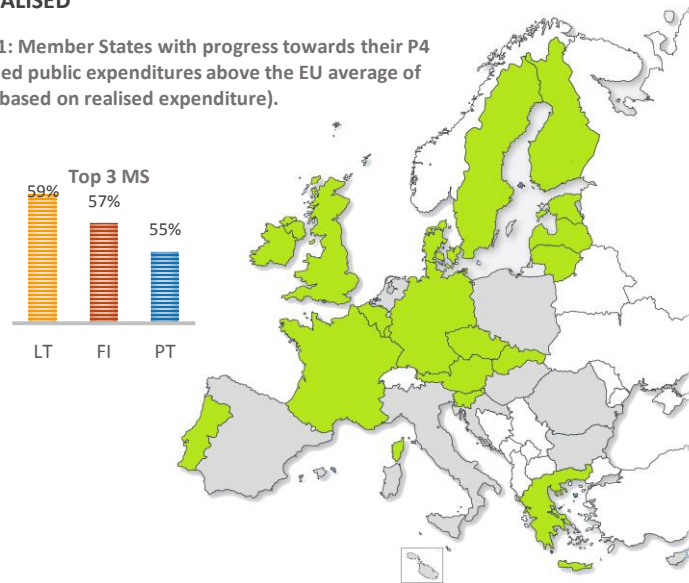 ALISED
1: Member States with progress towards their P4
ed public expenditures above the EU average of
based on realised expenditure).
Top 3 MS
59%
57%
55%
LT
FI
PT